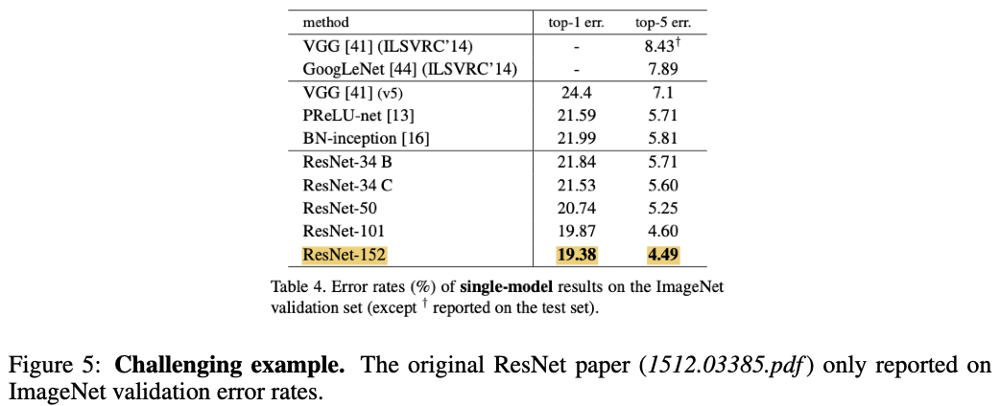 method top-1 err. top-5 err.
VGG [41] (ILSVRC’14) - 8.43†
GoogLeNet [44] (ILSVRC’14) - 7.89
VGG [41] (v5) 24.4 7.1
PReLU-net [13] 21.59 5.71
BN-inception [16] 21.99 5.81
ResNet-34 B 21.84 5.71
ResNet-34 C 21.53 5.60
ResNet-50 20.74 5.25
ResNet-101 19.87 4.60
ResNet-152 19.38 4.49
Table 4. Error rates (%) of single-model results on the ImageNet
validation set (except † reported on the test set).
Figure 5: Challenging example. The original ResNet paper (1512.03385.pdf) only reported on
ImageNet validation error rates.